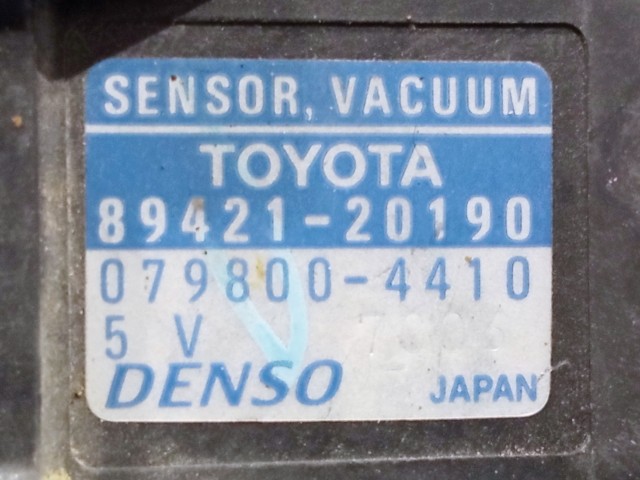 SENSOR, VACUUM
TOYOTA
89421-20190
079800-4410
5 V
DENSO JAPAN